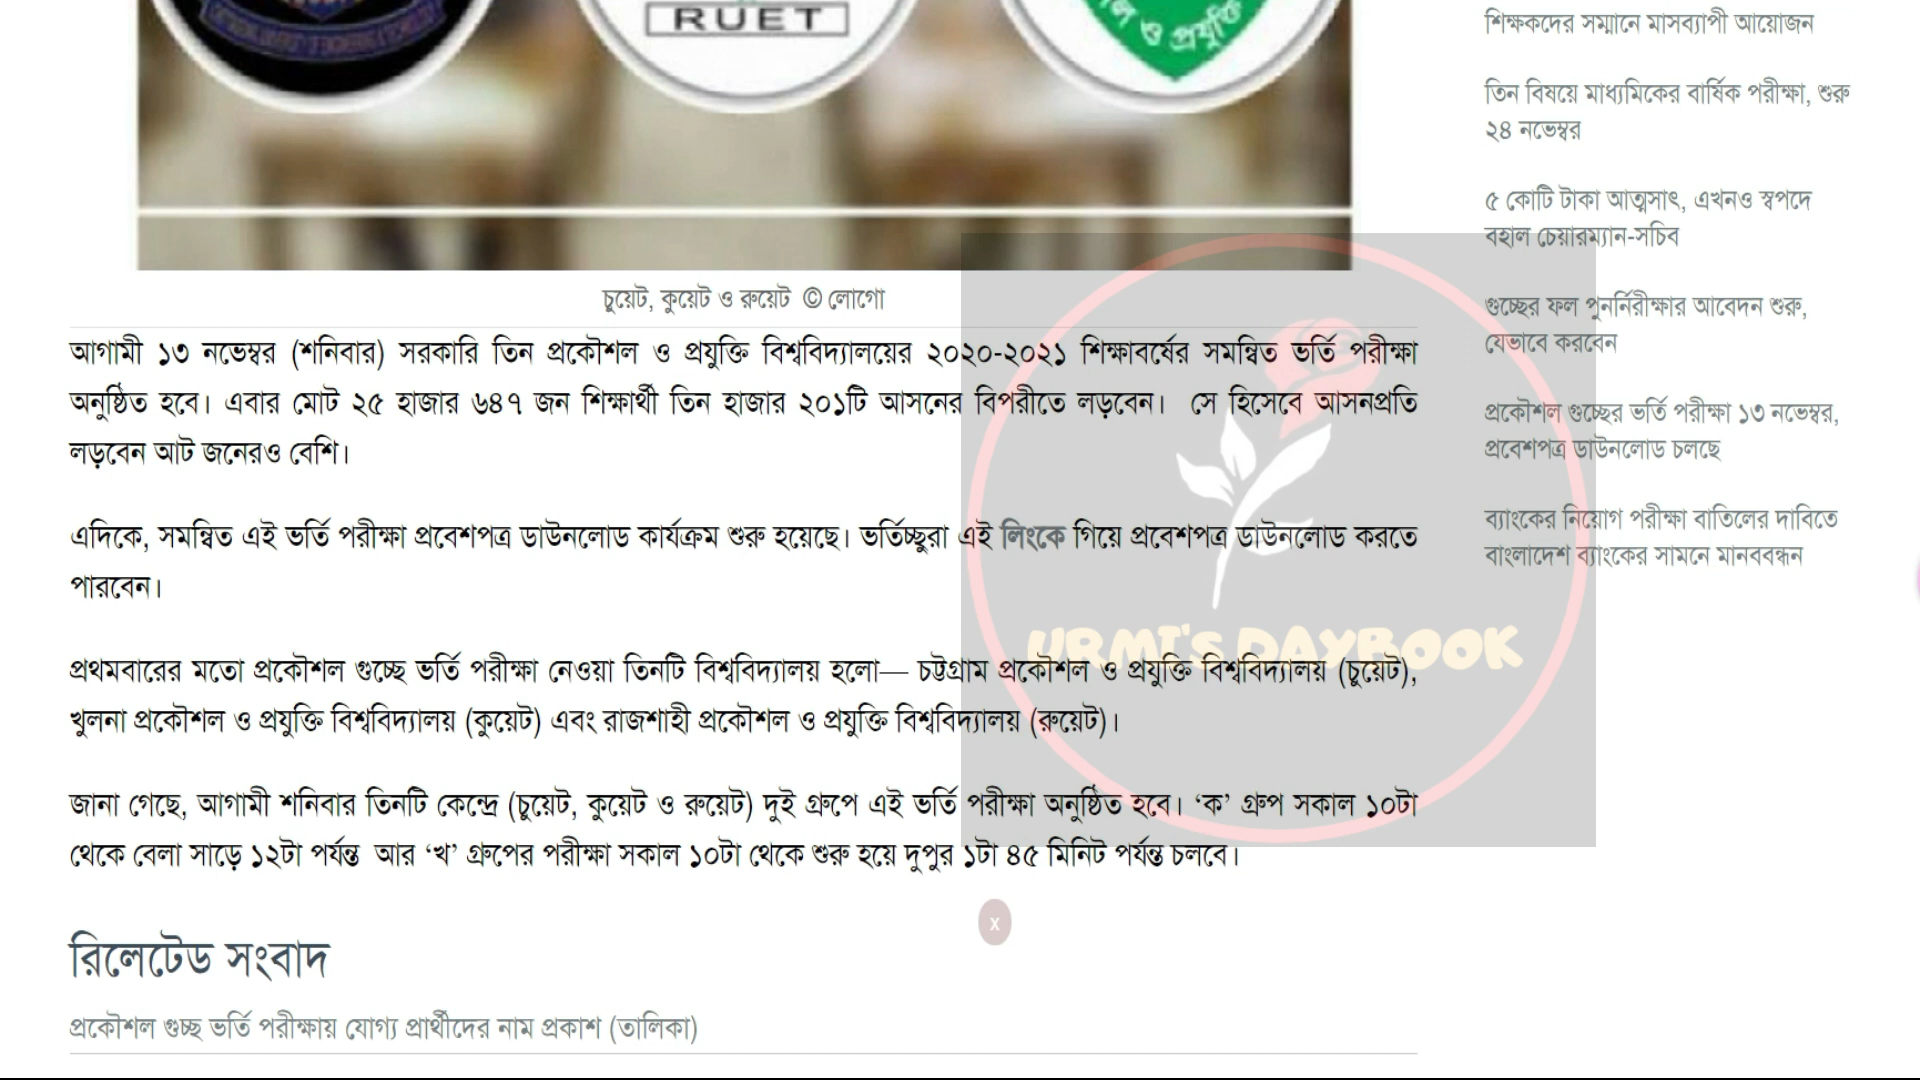 RUET
ল ও প্রযুক্তি
চুয়েট, কুয়েট ও রুয়েট © লোগো
আগামী ১৩ নভেম্বর (শনিবার) সরকারি তিন প্রকৌশল ও প্রযুক্তি বিশ্ববিদ্যালয়ের ২০২০-২০২১ শিক্ষাবর্ষের সমন্বিত ভর্তি পরীক্ষা
অনুষ্ঠিত হবে। এবার মোট ২৫ হাজার ৬৪৭ জন শিক্ষার্থী তিন হাজার ২০১টি আসনের বিপরীতে লড়বেন। সে হিসেবে আসনপ্রতি
লড়বেন আট জনেরও বেশি।
এদিকে, সমন্বিত এই ভর্তি পরীক্ষা প্রবেশপত্র ডাউনলোড কার্যক্রম শুরু হয়েছে। ভর্তিচ্ছুরা এই লিংকে গিয়ে প্রবেশপত্র ডাউনলোড করতে
পারবেন।
প্রথমবারের মতো প্রকৌশল গুচ্ছে ভর্তি পরীক্ষা নেওয়া তিনটি বিশ্ববিদ্যালয় হলো— চট্টগ্রাম প্রকৌশল ও প্রযুক্তি বিশ্ববিদ্যালয় (চুয়েট),
খুলনা প্রকৌশল ও প্রযুক্তি বিশ্ববিদ্যালয় (কুয়েট) এবং রাজশাহী প্রকৌশল ও প্রযুক্তি বিশ্ববিদ্যালয় (রুয়েট)।
জানা গেছে, আগামী শনিবার তিনটি কেন্দ্রে (চুয়েট, কুয়েট ও রুয়েট) দুই গ্রুপে এই ভর্তি পরীক্ষা অনুষ্ঠিত হবে। ‘ক’ গ্রুপ সকাল ১০টা
থেকে বেলা সাড়ে ১২টা পর্যন্ত আর ‘খ’ গ্রুপের পরীক্ষা সকাল ১০টা থেকে শুরু হয়ে দুপুর ১টা ৪৫ মিনিট পর্যন্ত চলবে।
x
রিলেটেড সংবাদ
প্রকৌশল গুচ্ছ ভর্তি পরীক্ষায় যোগ্য প্রার্থীদের নাম প্রকাশ (তালিকা)
শিক্ষকদের সম্মানে মাসব্যাপী আয়োজন
তিন বিষয়ে মাধ্যমিকের বার্ষিক পরীক্ষা, শুরু
২৪ নভেম্বর
৫ কোটি টাকা আত্মসাৎ, এখনও স্বপদে
বহাল চেয়ারম্যান-সচিব
গুচ্ছের ফল পুনর্নিরীক্ষার আবেদন শুরু,
যেভাবে করবেন
প্রকৌশল গুচ্ছের ভর্তি পরীক্ষা ১৩ নভেম্বর,
প্রবেশপত্র ডাউনলোড চলছে
ব্যাংকের নিয়োগ পরীক্ষা বাতিলের দাবিতে
বাংলাদেশ ব্যাংকের সামনে মানববন্ধন
URMI'S DAYBOOK